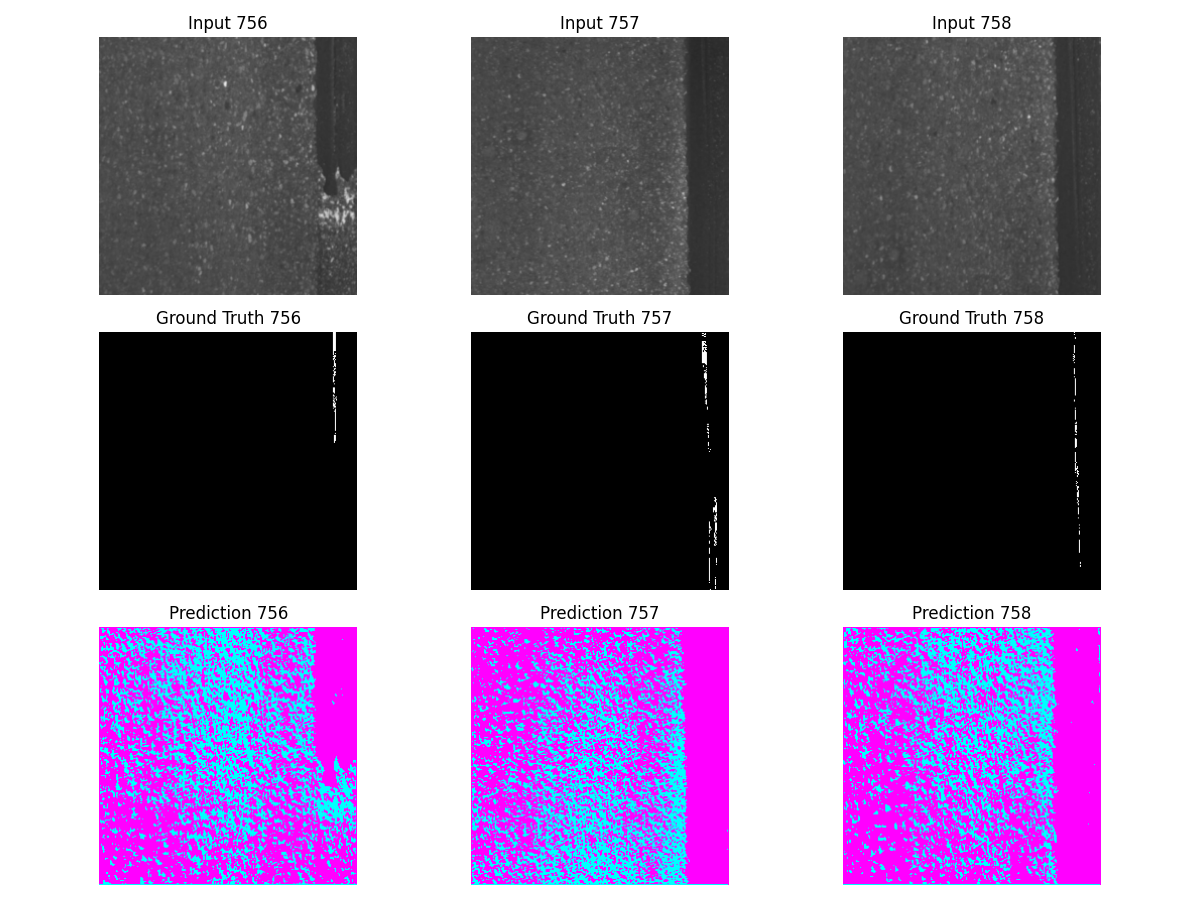 Input 756
Input 757
Input 758
Ground Truth 756
Ground Truth 757
Ground Truth 758
Prediction 756
Prediction 757
Prediction 758